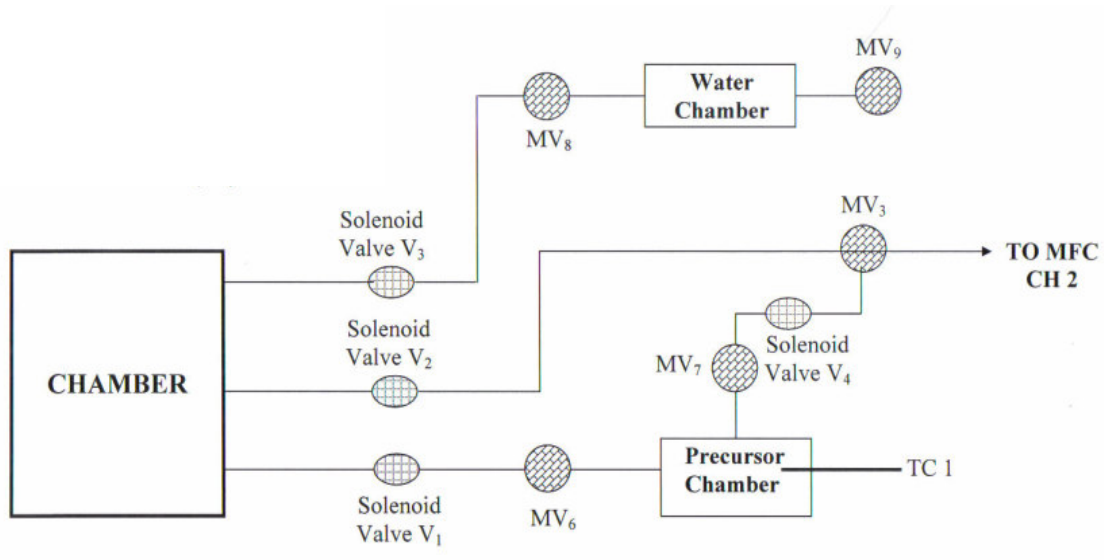 MV₉
Water
Chamber
MV₈
MV₃
Solenoid
Valve V₃
TO MFC
CH 2
Solenoid
Valve V₂
MV₇
Solenoid
Valve V₄
CHAMBER
Precursor
Chamber
TC 1
Solenoid
Valve V₁
MV₆